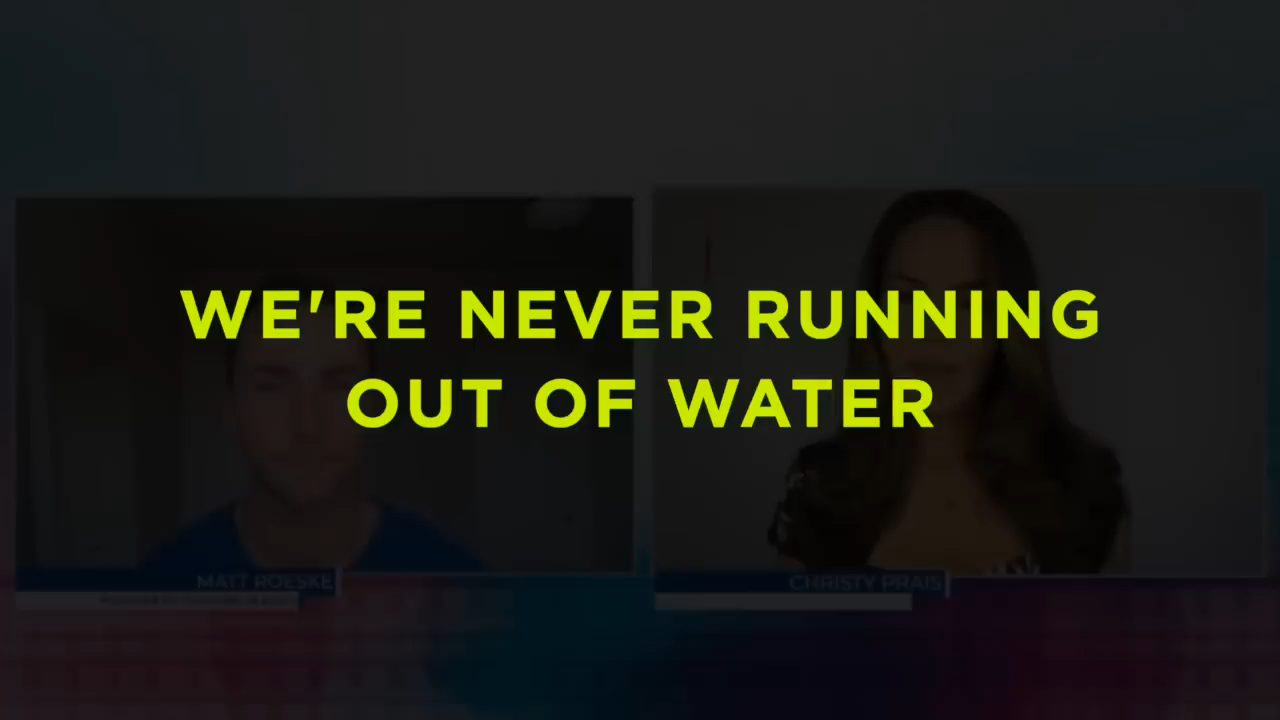 WE'RE NEVER RUNNING
OUT OF WATER
MATT ROESKE
CHRISTY PRAIS